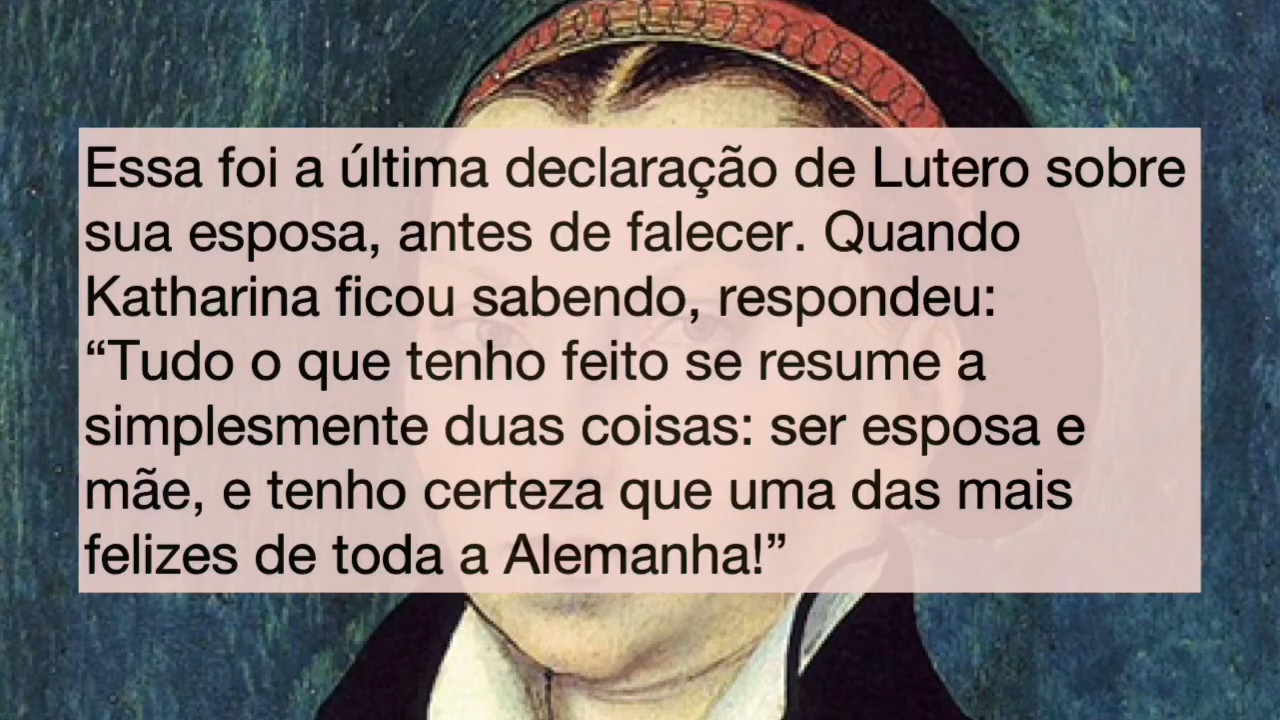 Essa foi a última declaração de Lutero sobre
sua esposa, antes de falecer. Quando
Katharina ficou sabendo, respondeu:
“Tudo o que tenho feito se resume a
simplesmente duas coisas: ser esposa e
mãe, e tenho certeza que uma das mais
felizes de toda a Alemanha!”